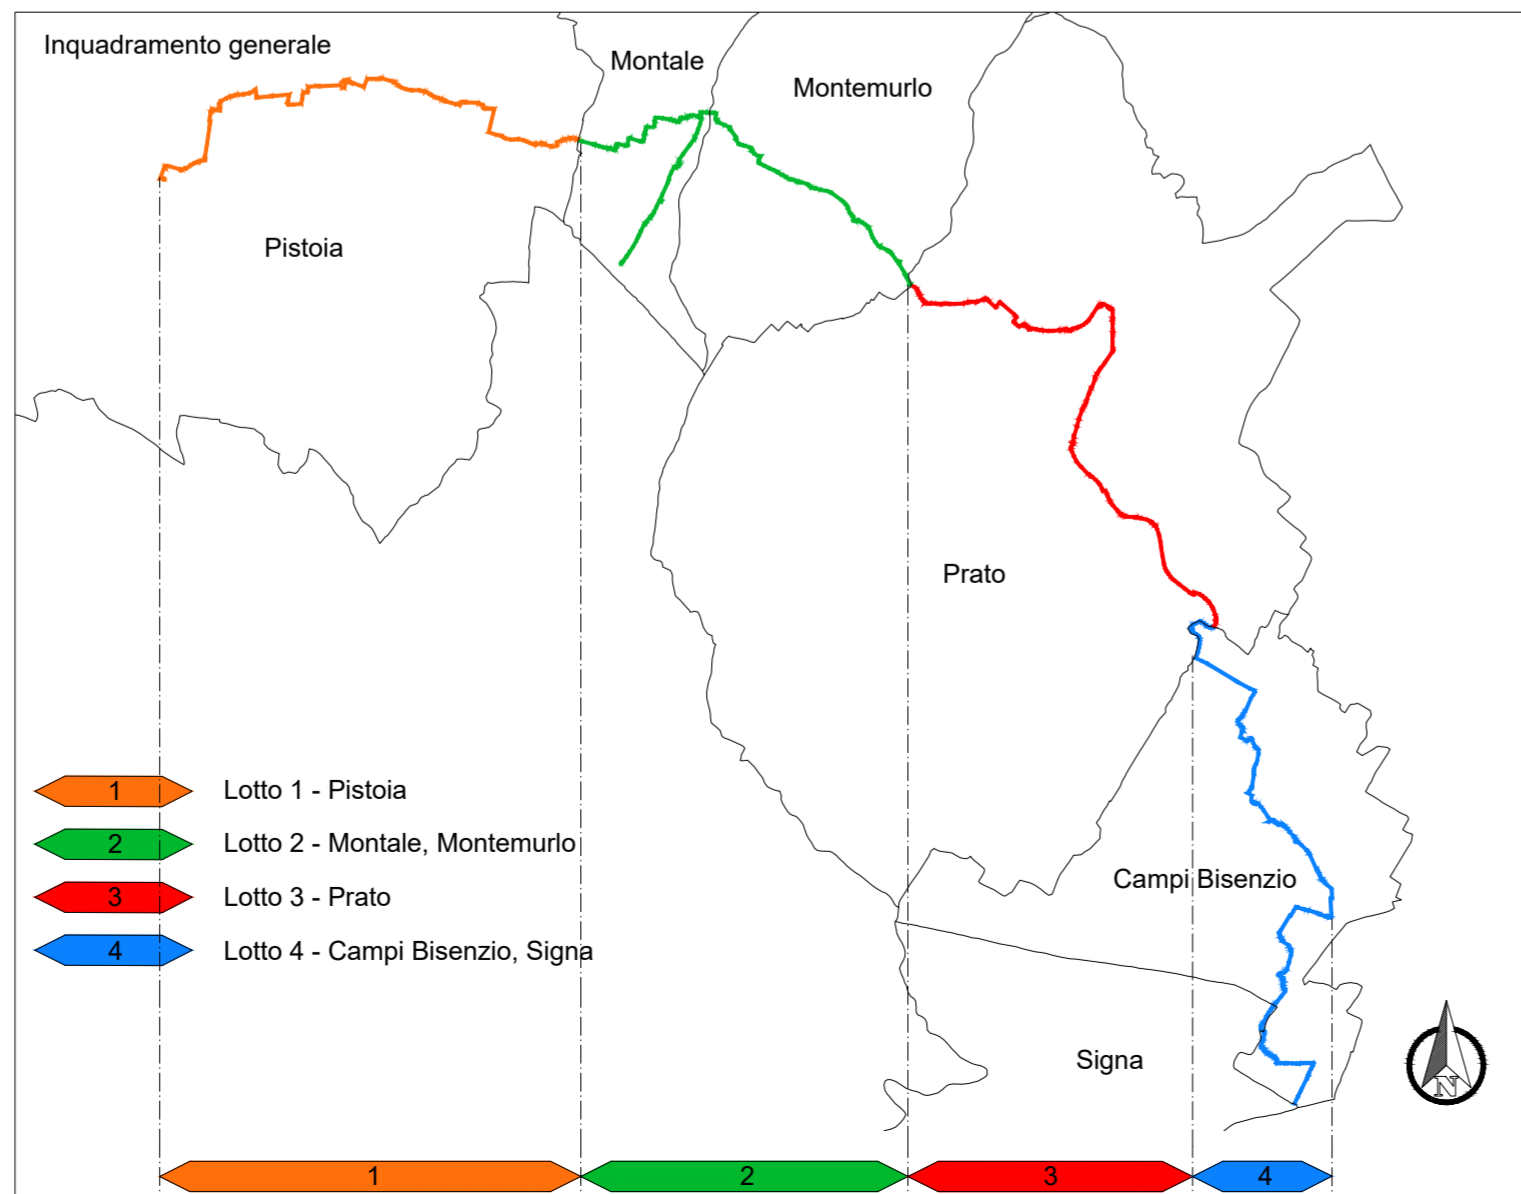 Inquadramento generale
Montale
Montemurlo
Pistoia
Prato
1 Lotto 1 - Pistoia
2 Lotto 2 - Montale, Montemurlo
3 Lotto 3 - Prato
4 Lotto 4 - Campi Bisenzio, Signa
Campi Bisenzio
Signa
N
1 2 3 4